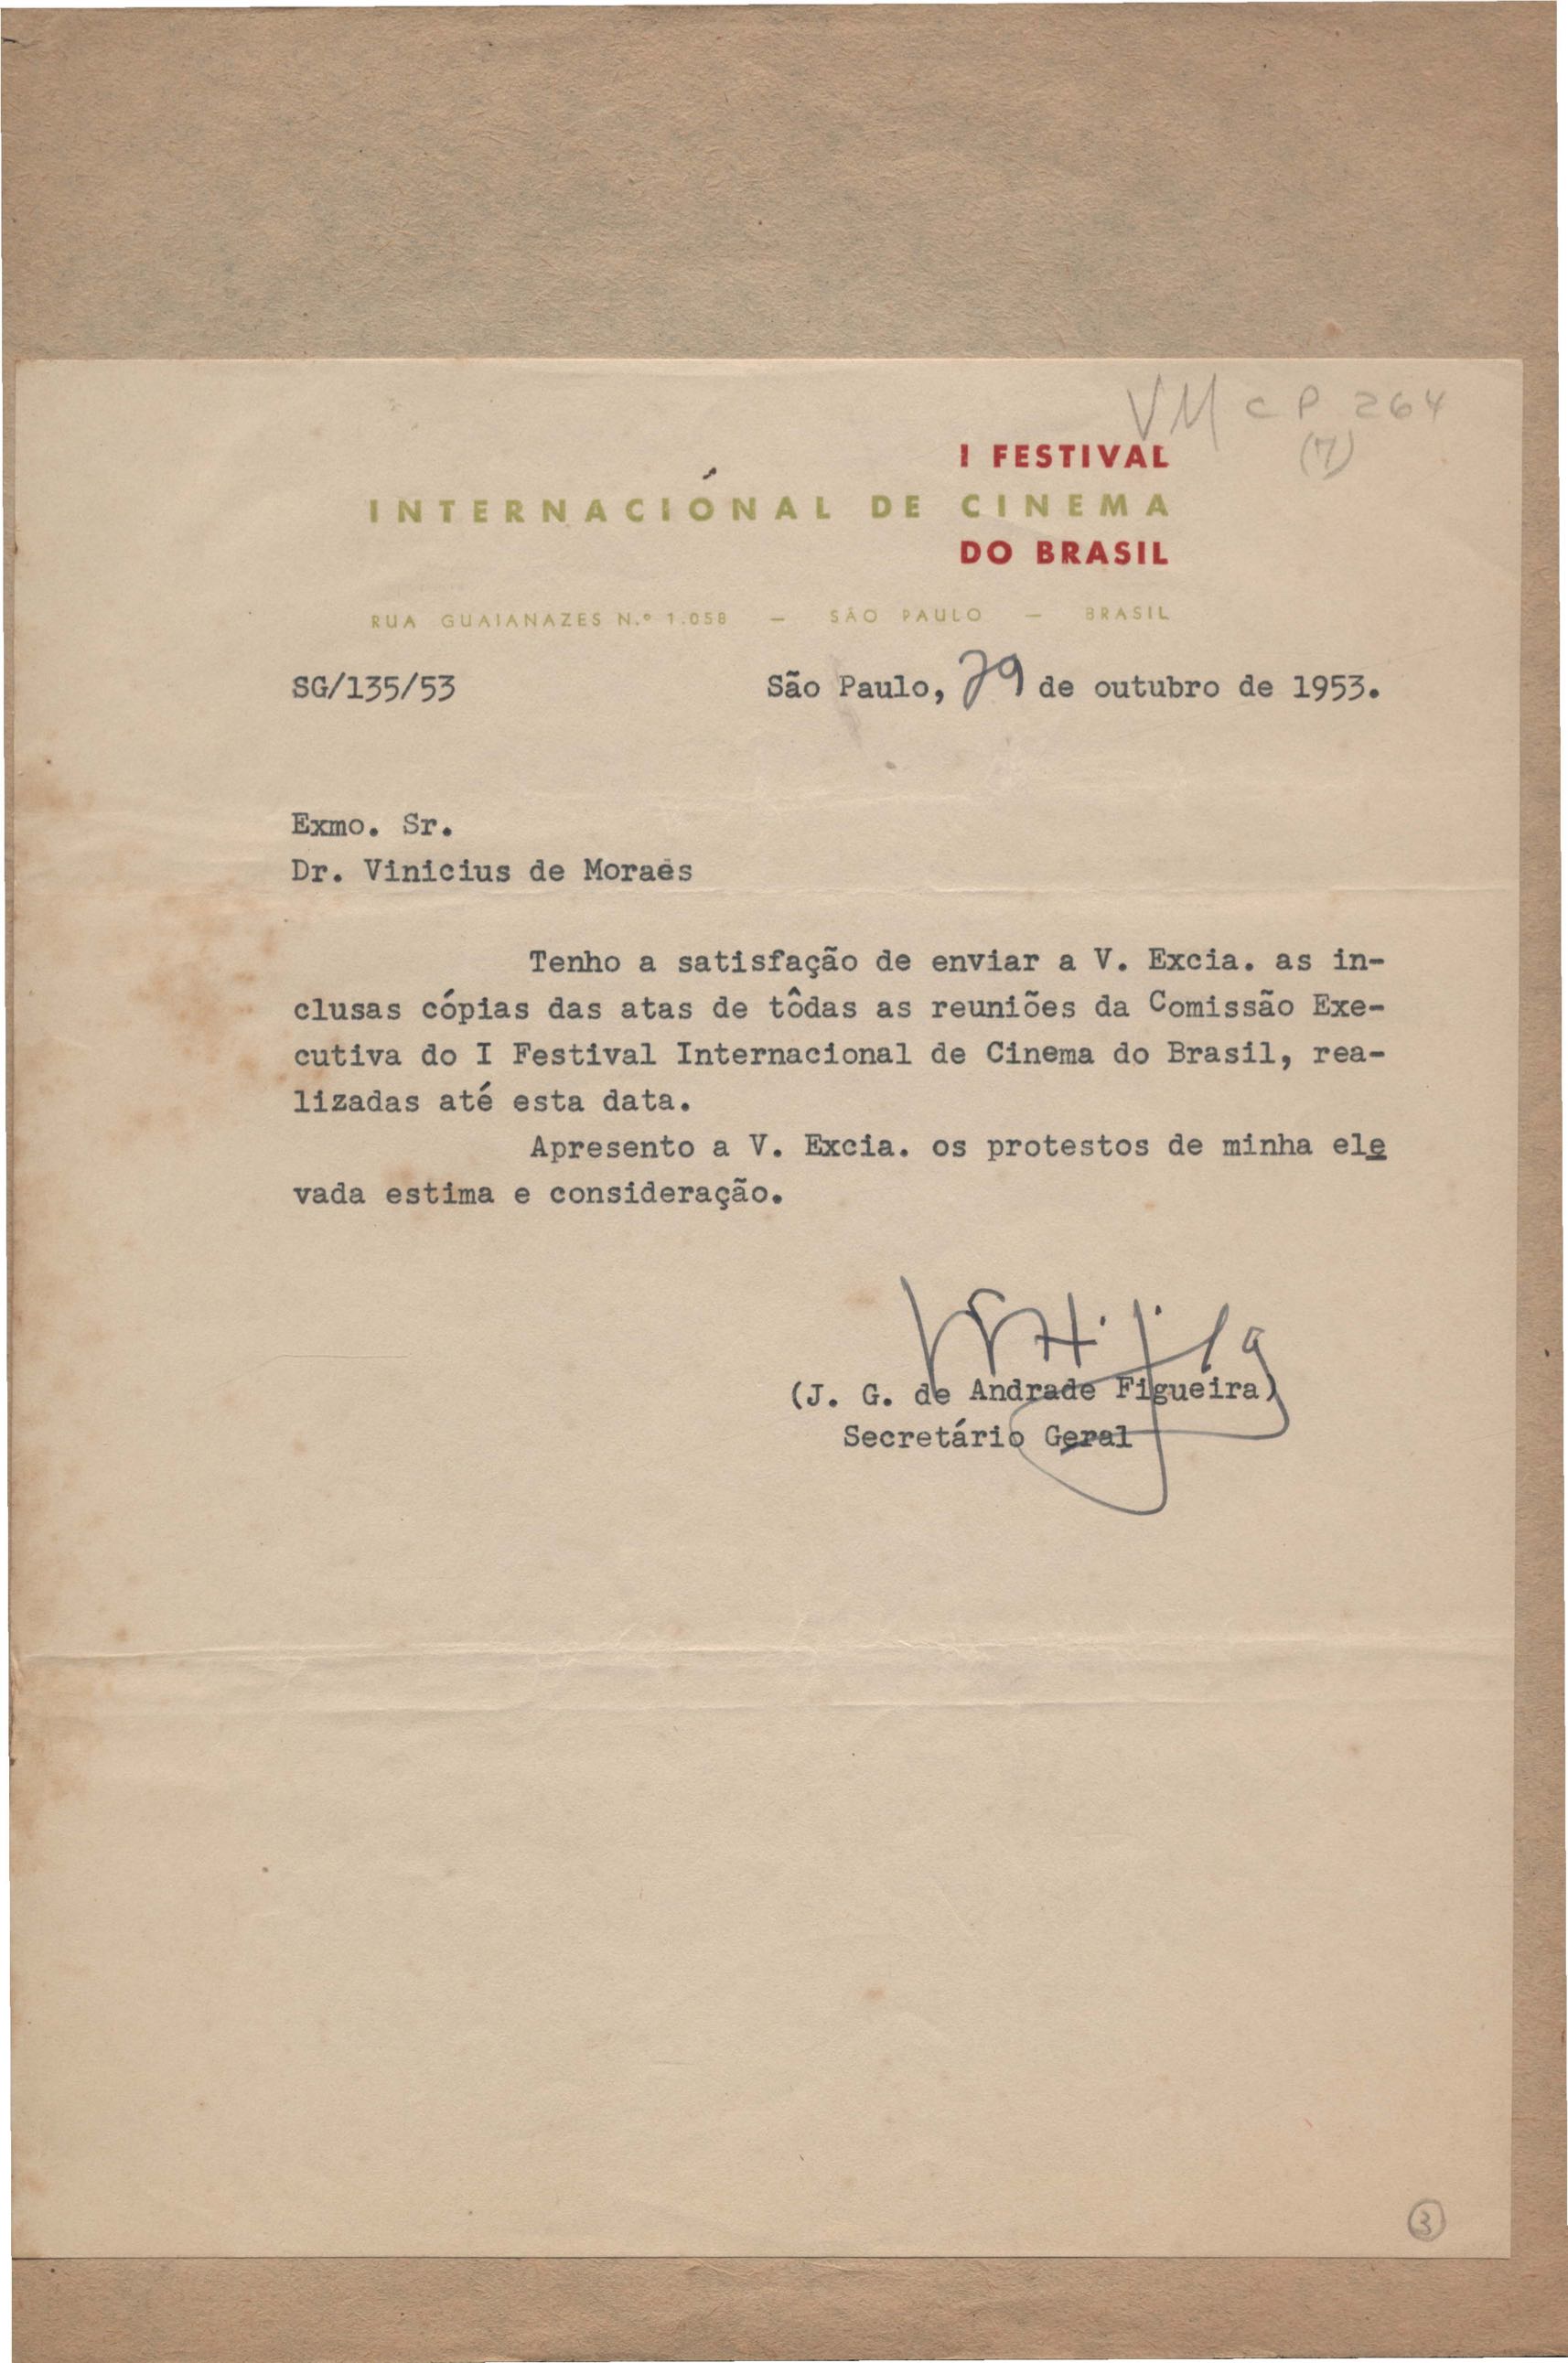 VM CP 264
(7)
I FESTIVAL
INTERNACIONAL DE CINEMA
DO BRASIL
RUA GUAIANAZES N.º 1.058 — SÃO PAULO — BRASIL
SG/135/53 São Paulo, 29 de outubro de 1953.
Exmo. Sr.
Dr. Vinicius de Moraes
Tenho a satisfação de enviar a V. Excia. as in-
clusas cópias das atas de tôdas as reuniões da Comissão Exe-
cutiva do I Festival Internacional de Cinema do Brasil, rea-
lizadas até esta data.
Apresento a V. Excia. os protestos de minha ele
vada estima e consideração.
(J. G. de Andrade Figueira)
Secretário Geral
3